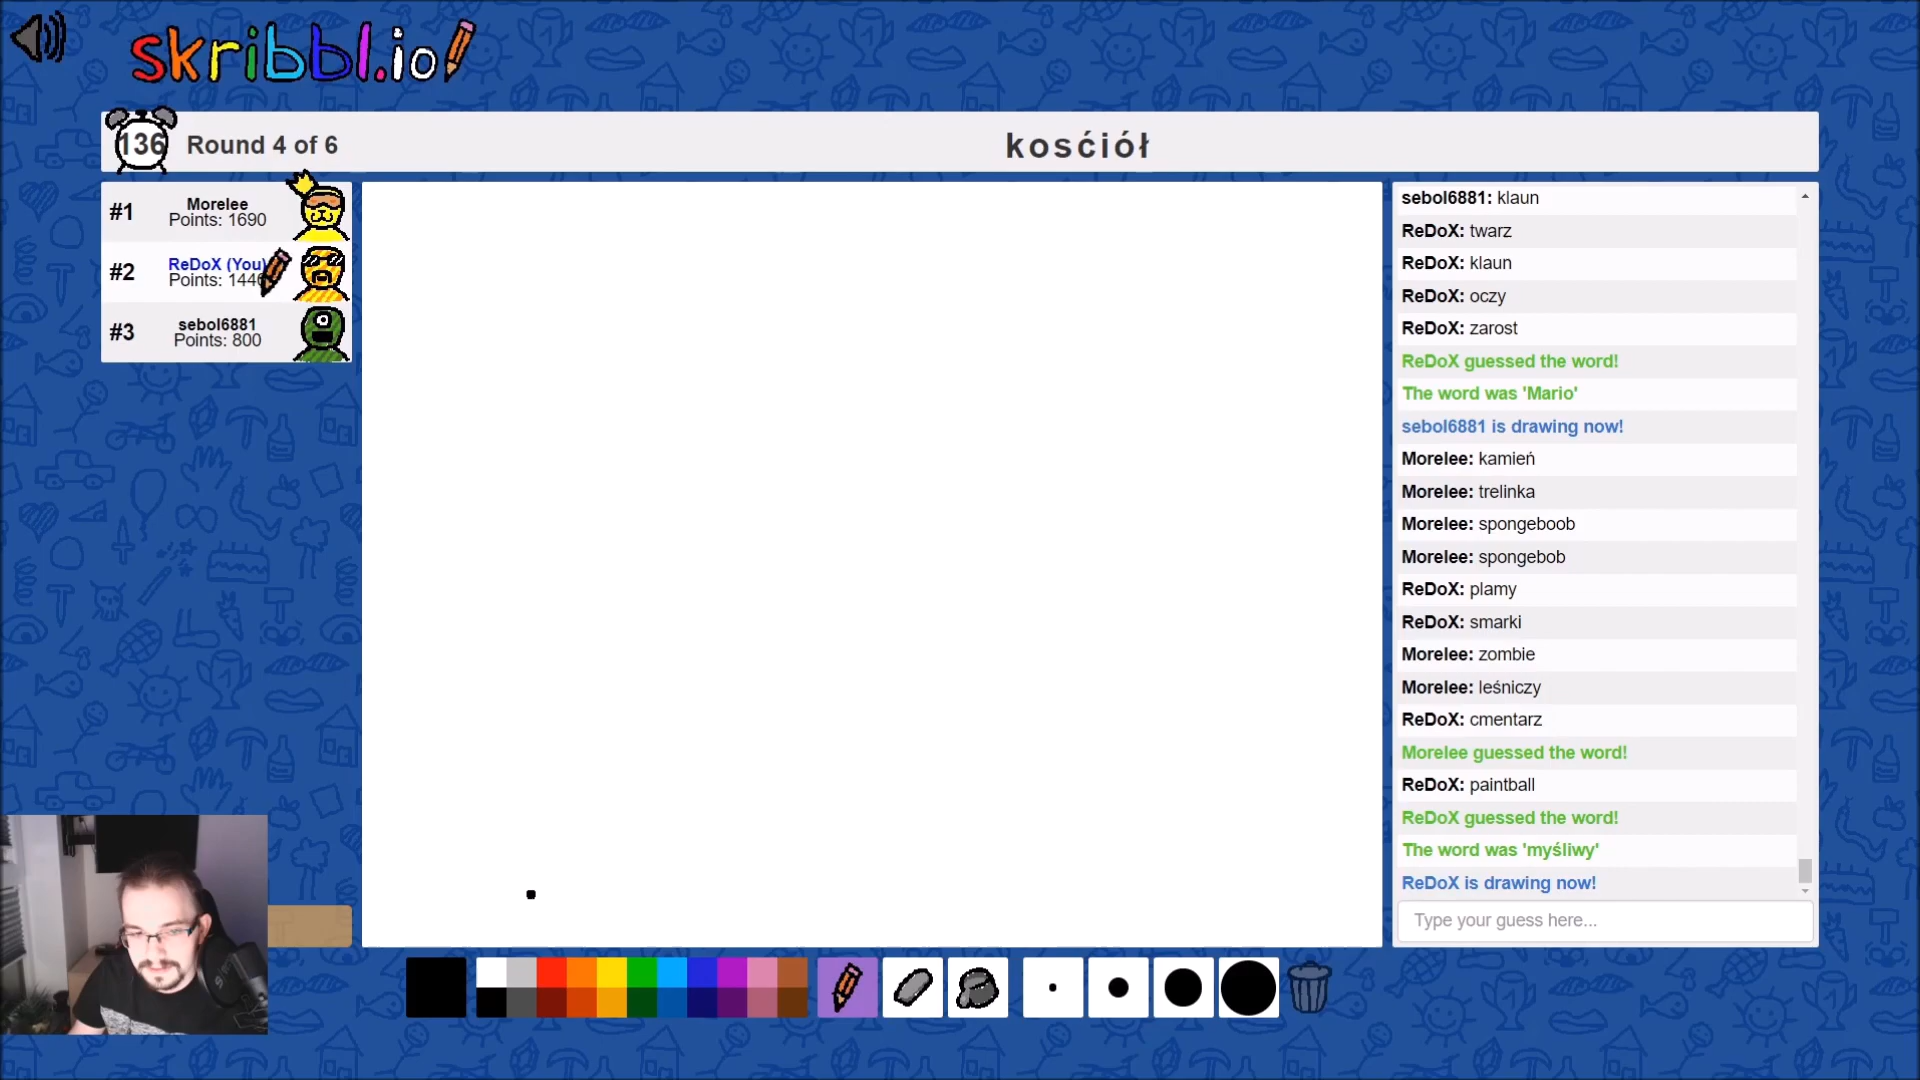 skribbl.io
136
Round 4 of 6
kosćiół
#1
Morelee
Points: 1690
#2
ReDoX (You)
Points: 1446
#3
sebol6881
Points: 800
sebol6881: klaun
ReDoX: twarz
ReDoX: klaun
ReDoX: oczy
ReDoX: zarost
ReDoX guessed the word!
The word was 'Mario'
sebol6881 is drawing now!
Morelee: kamień
Morelee: trelinka
Morelee: spongeboob
Morelee: spongebob
ReDoX: plamy
ReDoX: smarki
Morelee: zombie
Morelee: leśniczy
ReDoX: cmentarz
Morelee guessed the word!
ReDoX: paintball
ReDoX guessed the word!
The word was 'myśliwy'
ReDoX is drawing now!
Type your guess here...